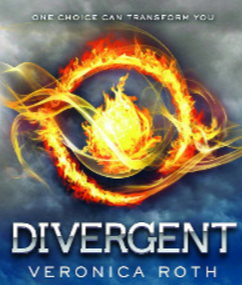 ONE CHOICE CAN TRANSFORM YOU
DIVERGENT
VERONICA ROTH